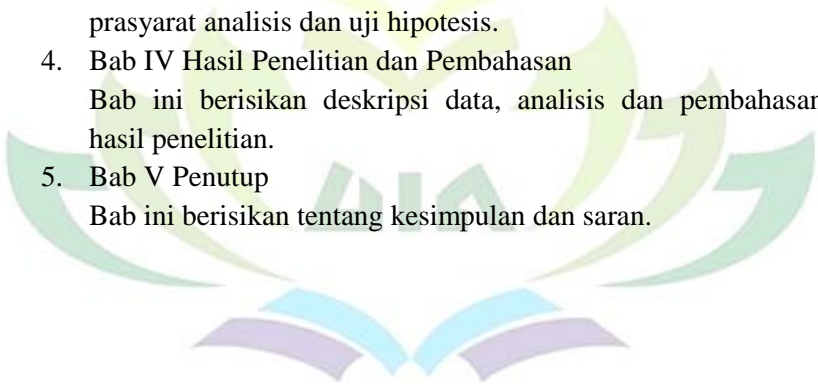 prasyarat analisis dan uji hipotesis.
4. Bab IV Hasil Penelitian dan Pembahasan
Bab ini berisikan deskripsi data, analisis dan pembahasan
hasil penelitian.
5. Bab V Penutup
Bab ini berisikan tentang kesimpulan dan saran.